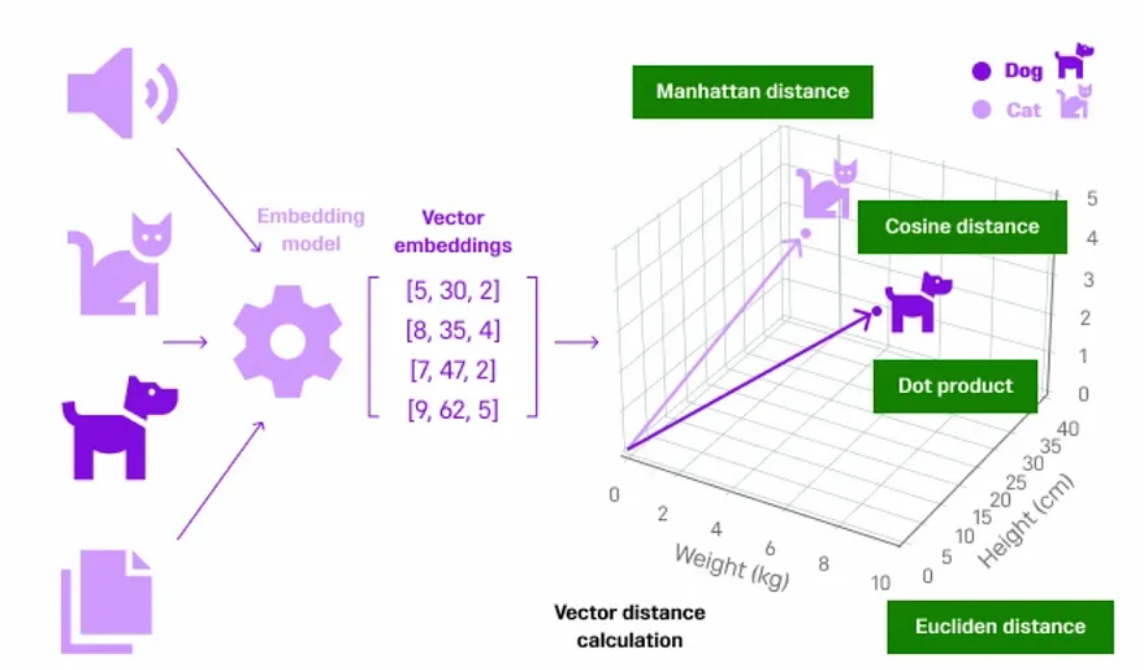 Manhattan distance
Dog
Cat
Embedding
model
Vector
embeddings
[5, 30, 2]
[8, 35, 4]
[7, 47, 2]
[9, 62, 5]
Cosine distance
Dot product
5
4
3
2
1
0
40
35
30
25
20
15
10
5
0
Height (cm)
0
2
4
6
8
10
Weight (kg)
Vector distance
calculation
Eucliden distance